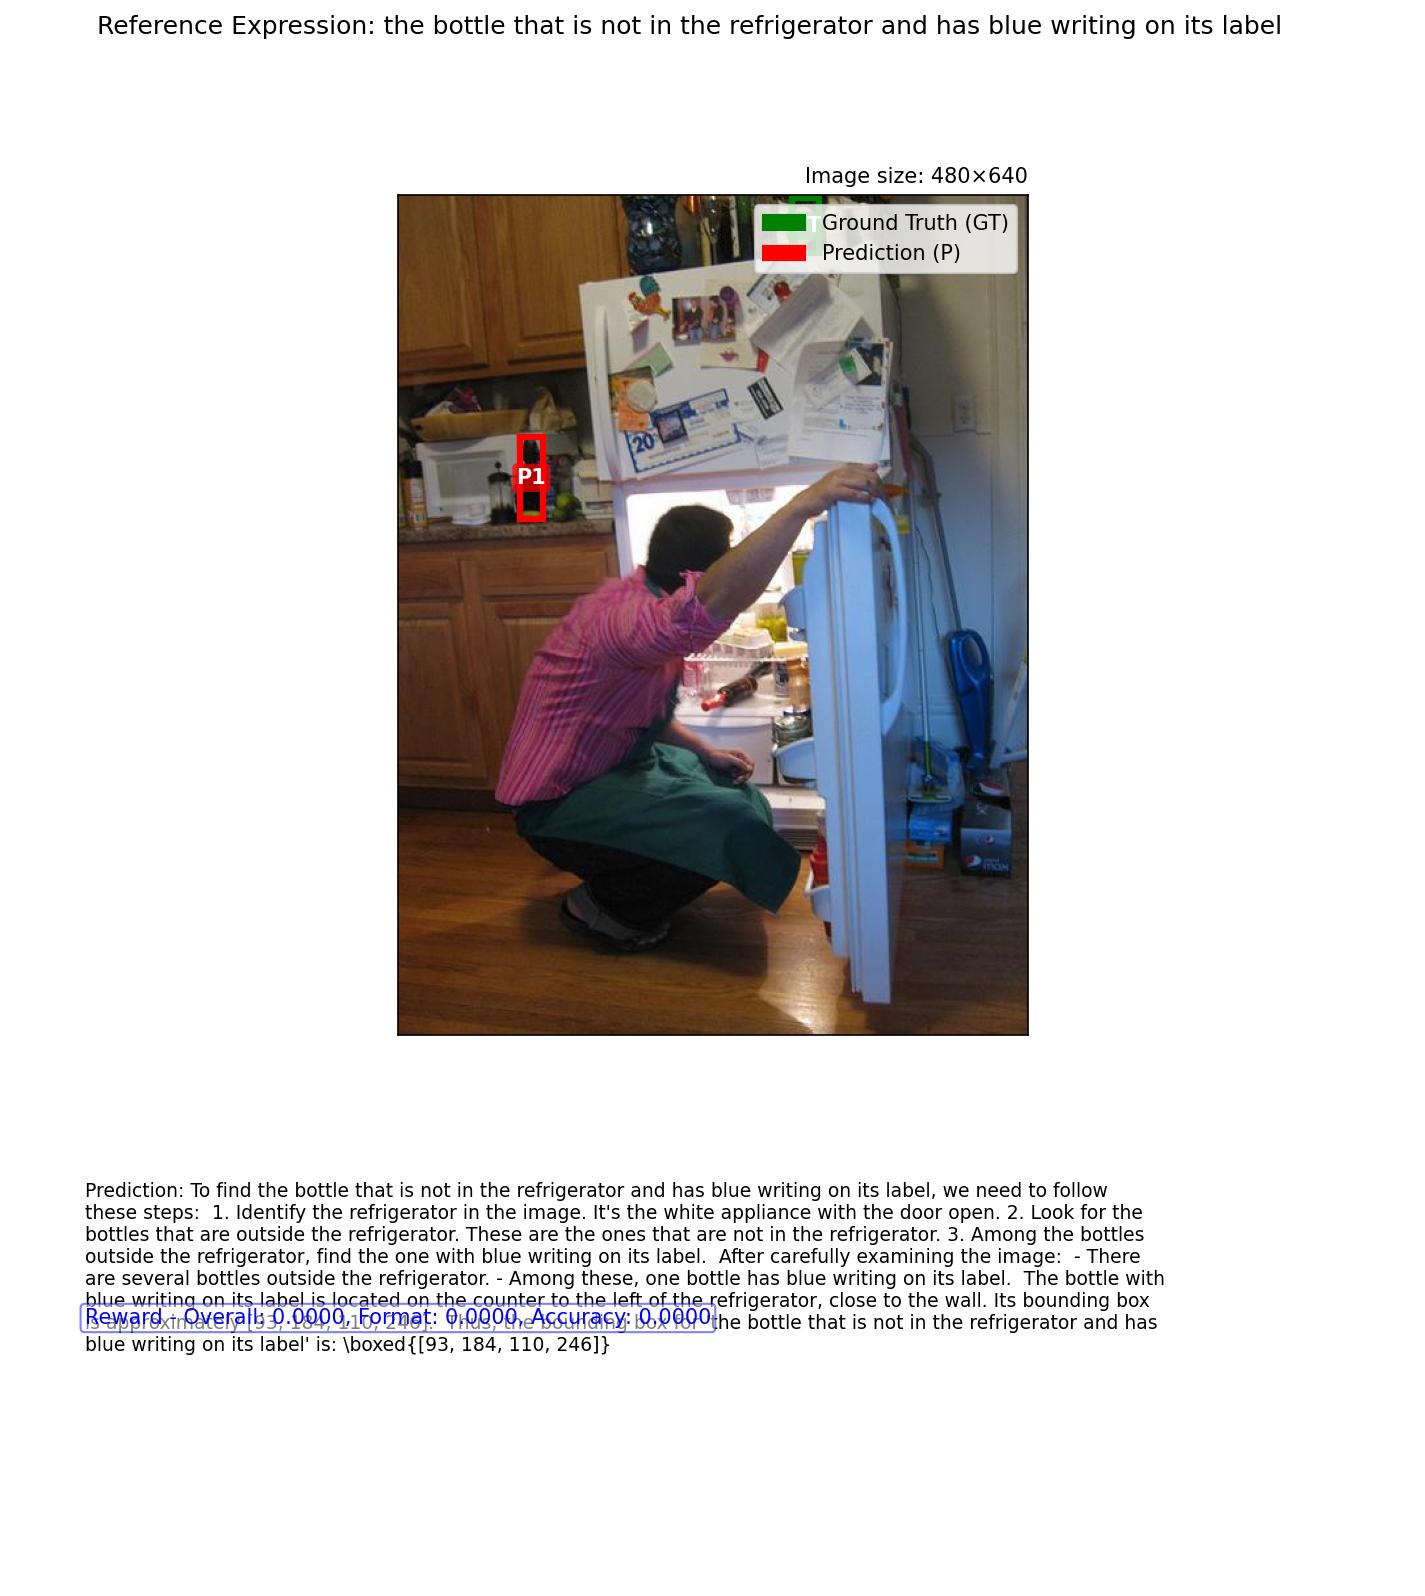 Reference Expression: the bottle that is not in the refrigerator and has blue writing on its label
Image size: 480×640
Ground Truth (GT)
Prediction (P)
20
P1
max
Prediction: To find the bottle that is not in the refrigerator and has blue writing on its label, we need to follow
these steps:  1. Identify the refrigerator in the image. It's the white appliance with the door open. 2. Look for the
bottles that are outside the refrigerator. These are the ones that are not in the refrigerator. 3. Among the bottles
outside the refrigerator, find the one with blue writing on its label.  After carefully examining the image:  - There
are several bottles outside the refrigerator. - Among these, one bottle has blue writing on its label.  The bottle with
blue writing on its label is located on the counter to the left of the refrigerator, close to the wall. Its bounding box
Reward - Overall: 0.0000, Format: 0.0000, Accuracy: 0.0000
is approximately [93, 184, 110, 246].  Thus, the bounding box for 'the bottle that is not in the refrigerator and has
blue writing on its label' is: \boxed{[93, 184, 110, 246]}